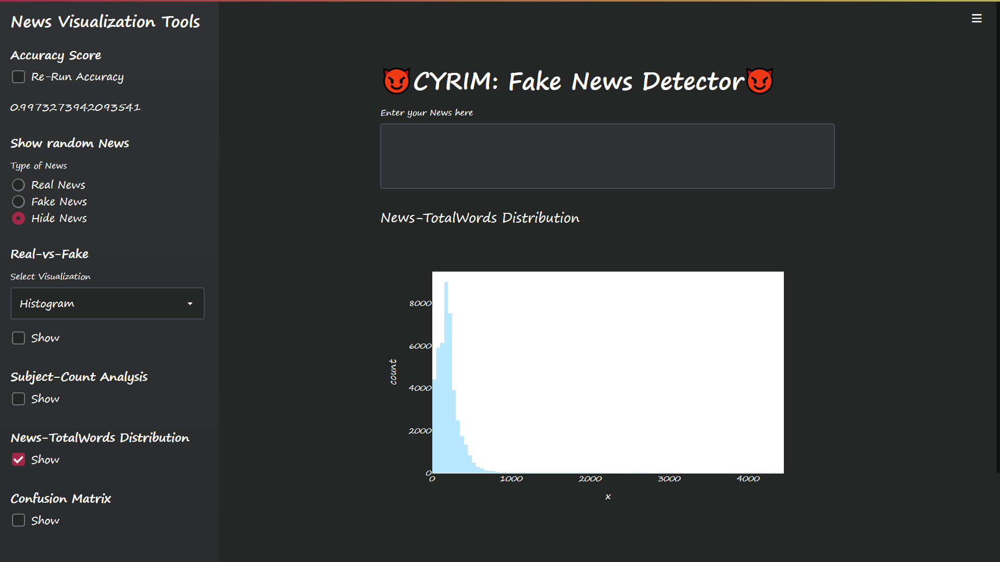 News Visualization Tools
Accuracy Score
Re-Run Accuracy
0.9973273942093541
Show random News
Type of News
Real News
Fake News
Hide News
Real-vs-Fake
Select Visualization
Histogram
Show
Subject-Count Analysis
Show
News-TotalWords Distribution
Show
Confusion Matrix
Show
CYRIM: Fake News Detector
Enter your News here
News-TotalWords Distribution
8000
6000
4000
2000
0
count
0 1000 2000 3000 4000
x